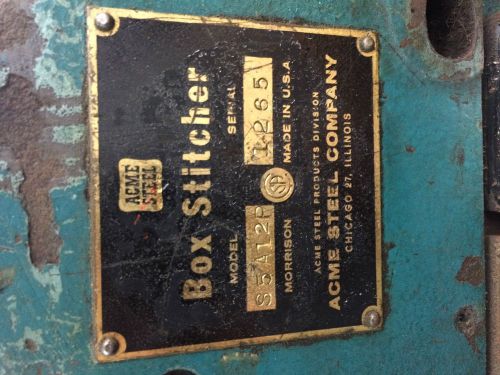 ACME
STEEL
Box Stitcher
MODEL SERIAL
S3A12F 1265
MORRISON MADE IN U.S.A
ACME STEEL PRODUCTS DIVISION
ACME STEEL COMPANY
CHICAGO 27, ILLINOIS